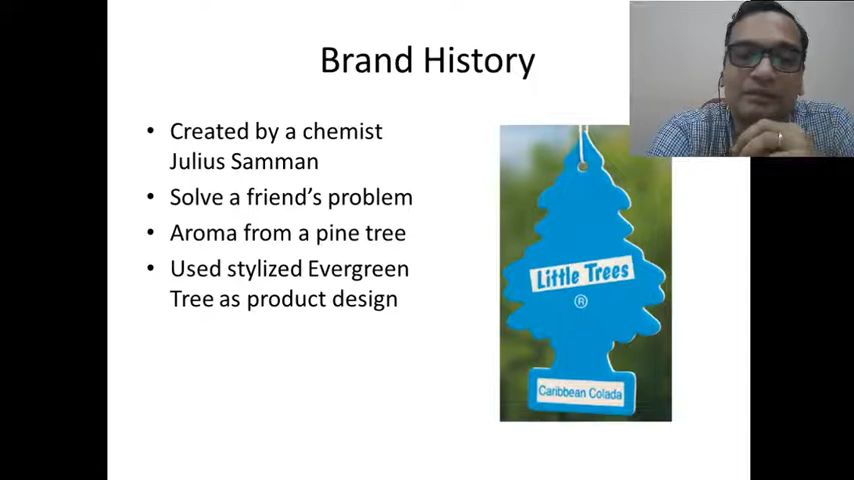 Brand History
• Created by a chemist
Julius Samman
• Solve a friend's problem
• Aroma from a pine tree
• Used stylized Evergreen
Tree as product design
Little Trees
®
Caribbean Colada